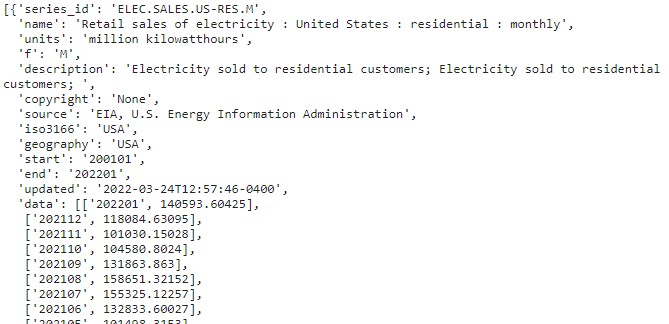 [{'series_id': 'ELEC.SALES.US-RES.M',
'name': 'Retail sales of electricity : United States : residential : monthly',
'units': 'million kilowatthours',
'f': 'M',
'description': 'Electricity sold to residential customers; Electricity sold to residential
customers; ',
'copyright': 'None',
'source': 'EIA, U.S. Energy Information Administration',
'iso3166': 'USA',
'geography': 'USA',
'start': '200101',
'end': '202201',
'updated': '2022-03-24T12:57:46-0400',
'data': [['202201', 140593.60425],
['202112', 118084.63095],
['202111', 101030.15028],
['202110', 104580.8024],
['202109', 131863.863],
['202108', 158651.32152],
['202107', 155325.12257],
['202106', 132833.60027],
['202105', 101498.3153],